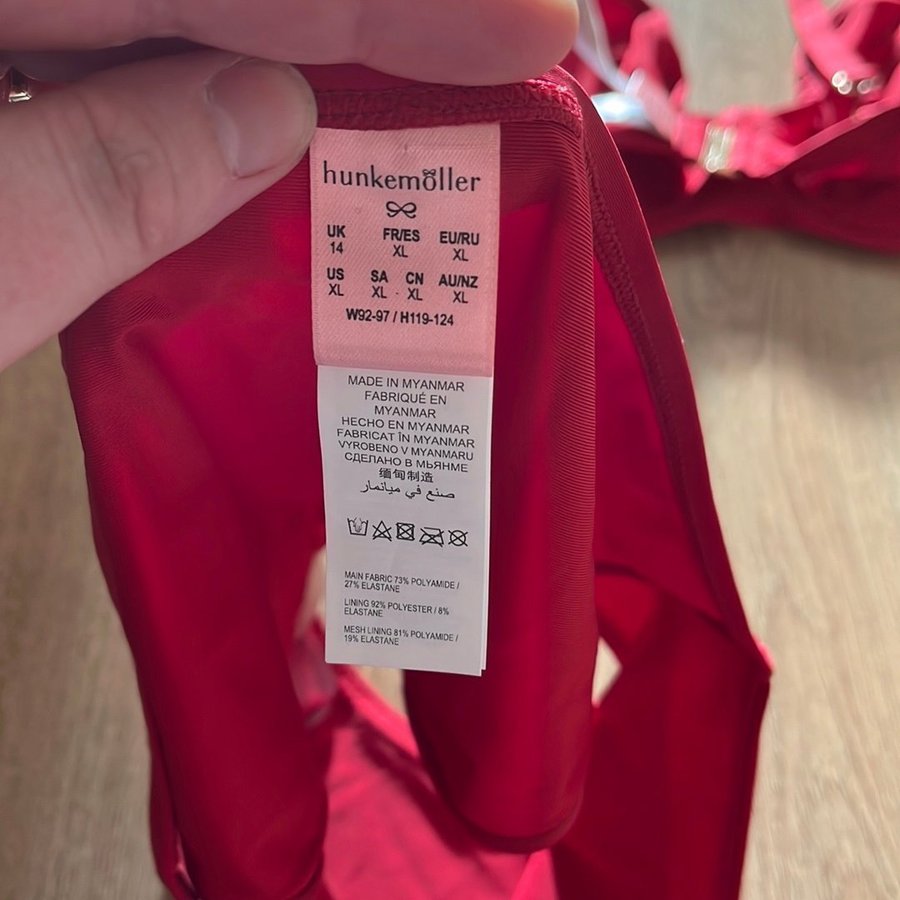 hunkemöller
UK FR/ES EU/RU
14 XL XL
US SA CN AU/NZ
XL XL XL XL
W92-97 / H119-124
MADE IN MYANMAR
FABRIQUÉ EN
MYANMAR
HECHO EN MYANMAR
FABRICAT ÎN MYANMAR
VYROBENO V MYANMARU
СДЕЛАНО В МЬЯНМЕ
缅甸制造
صنع في ميانمار
MAIN FABRIC 73% POLYAMIDE /
27% ELASTANE
LINING 92% POLYESTER / 8%
ELASTANE
MESH LINING 81% POLYAMIDE /
19% ELASTANE